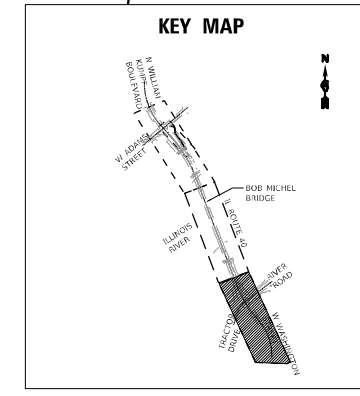 KEY MAP
N
N WILLIAM
KUMPF
BOULEVARD
W ADAMS
STREET
BOB MICHEL
BRIDGE
IL ROUTE 40
ILLINOIS
RIVER
RIVER
ROAD
TRACTOR
DRIVE
W WASHINGTON